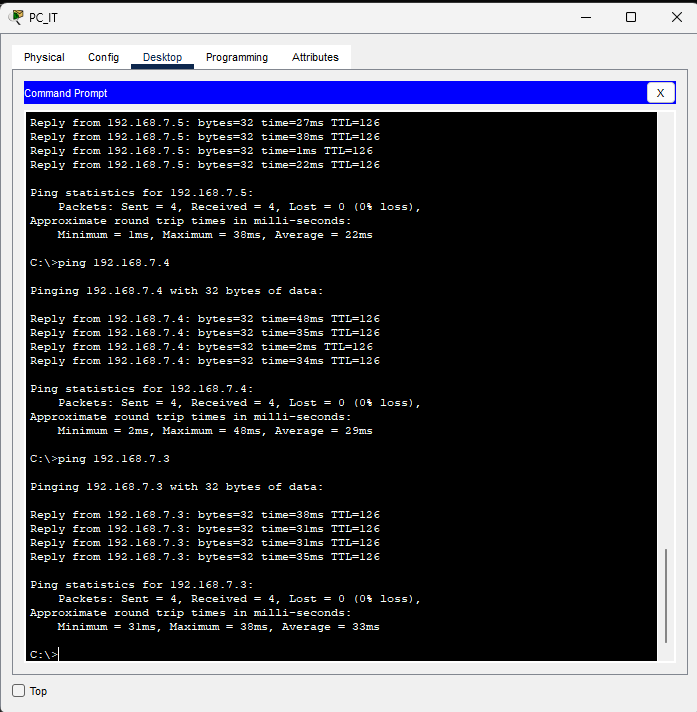 PC_IT
Physical Config Desktop Programming Attributes
Command Prompt X
Reply from 192.168.7.5: bytes=32 time=27ms TTL=126
Reply from 192.168.7.5: bytes=32 time=38ms TTL=126
Reply from 192.168.7.5: bytes=32 time=1ms TTL=126
Reply from 192.168.7.5: bytes=32 time=22ms TTL=126
Ping statistics for 192.168.7.5:
Packets: Sent = 4, Received = 4, Lost = 0 (0% loss),
Approximate round trip times in milli-seconds:
Minimum = 1ms, Maximum = 38ms, Average = 22ms
C:\>ping 192.168.7.4
Pinging 192.168.7.4 with 32 bytes of data:
Reply from 192.168.7.4: bytes=32 time=48ms TTL=126
Reply from 192.168.7.4: bytes=32 time=35ms TTL=126
Reply from 192.168.7.4: bytes=32 time=2ms TTL=126
Reply from 192.168.7.4: bytes=32 time=34ms TTL=126
Ping statistics for 192.168.7.4:
Packets: Sent = 4, Received = 4, Lost = 0 (0% loss),
Approximate round trip times in milli-seconds:
Minimum = 2ms, Maximum = 48ms, Average = 29ms
C:\>ping 192.168.7.3
Pinging 192.168.7.3 with 32 bytes of data:
Reply from 192.168.7.3: bytes=32 time=38ms TTL=126
Reply from 192.168.7.3: bytes=32 time=31ms TTL=126
Reply from 192.168.7.3: bytes=32 time=31ms TTL=126
Reply from 192.168.7.3: bytes=32 time=35ms TTL=126
Ping statistics for 192.168.7.3:
Packets: Sent = 4, Received = 4, Lost = 0 (0% loss),
Approximate round trip times in milli-seconds:
Minimum = 31ms, Maximum = 38ms, Average = 33ms
C:\>
Top